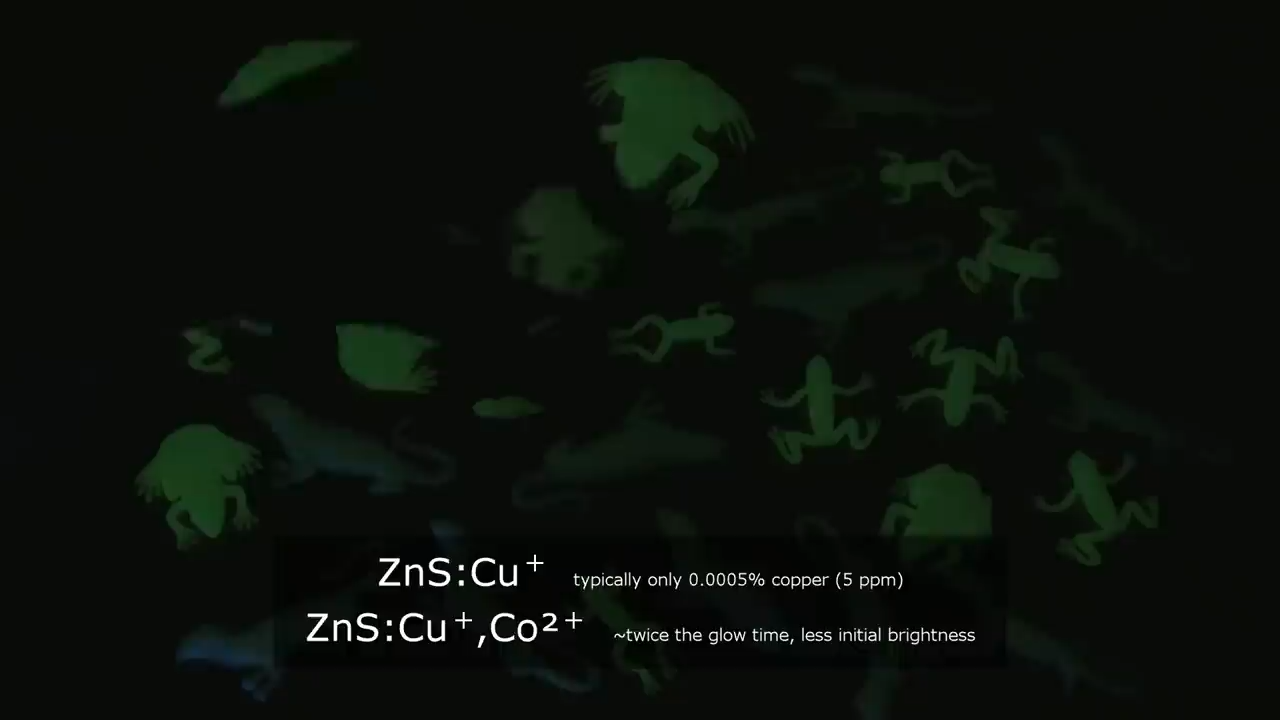 ZnS:Cu⁺ typically only 0.0005% copper (5 ppm)
ZnS:Cu⁺,Co²⁺ ~twice the glow time, less initial brightness